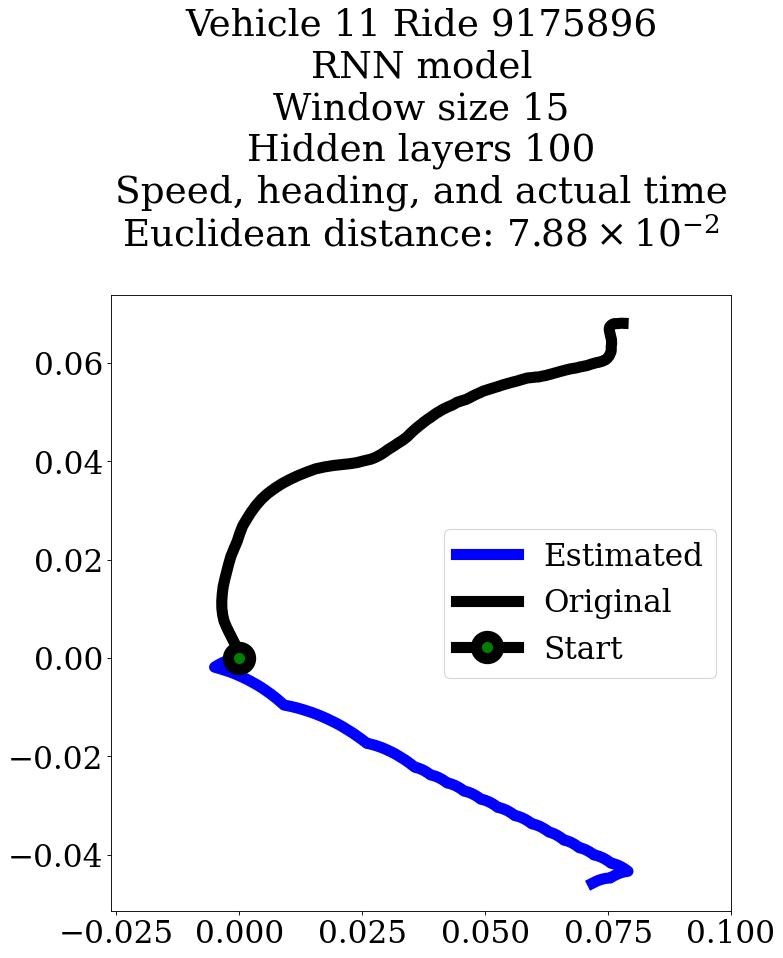 Vehicle 11 Ride 9175896
RNN model
Window size 15
Hidden layers 100
Speed, heading, and actual time
Euclidean distance: 7.88 × 10⁻²
0.06
0.04
0.02
0.00
−0.02
−0.04
Estimated
Original
Start
−0.025 0.000 0.025 0.050 0.075 0.100